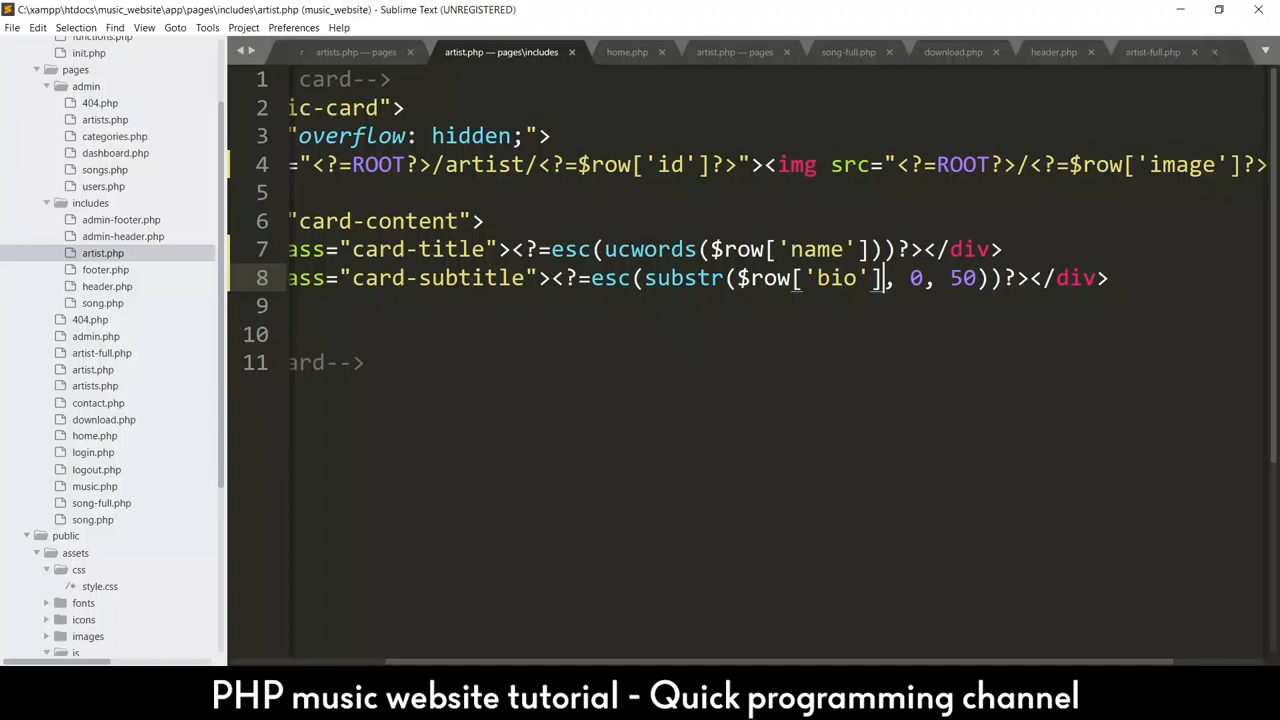 C:\xampp\htdocs\music_website\app\pages\includes\artist.php (music_website) - Sublime Text (UNREGISTERED)
File Edit Selection Find View Goto Tools Project Preferences Help
functions.php
init.php
pages
admin
404.php
artists.php
categories.php
dashboard.php
songs.php
users.php
includes
admin-footer.php
admin-header.php
artist.php
footer.php
header.php
song.php
404.php
admin.php
artist-full.php
artist.php
artists.php
contact.php
download.php
home.php
login.php
logout.php
music.php
song-full.php
song.php
public
assets
css
/* style.css
fonts
icons
images
js
r artists.php — pages × artist.php — pages\includes × home.php × artist.php — pages × song-full.php × download.php × header.php × artist-full.php ×
1 card-->
2 ic-card">
3 "overflow: hidden;">
4 ="<?=ROOT?>/artist/<?=$row['id']?>"><img src="<?=ROOT?>/<?=$row['image']?>
5
6 "card-content">
7 ass="card-title"><?=esc(ucwords($row['name']))?></div>
8 ass="card-subtitle"><?=esc(substr($row['bio'], 0, 50))?></div>
9
10
11 ard-->
PHP music website tutorial - Quick programming channel